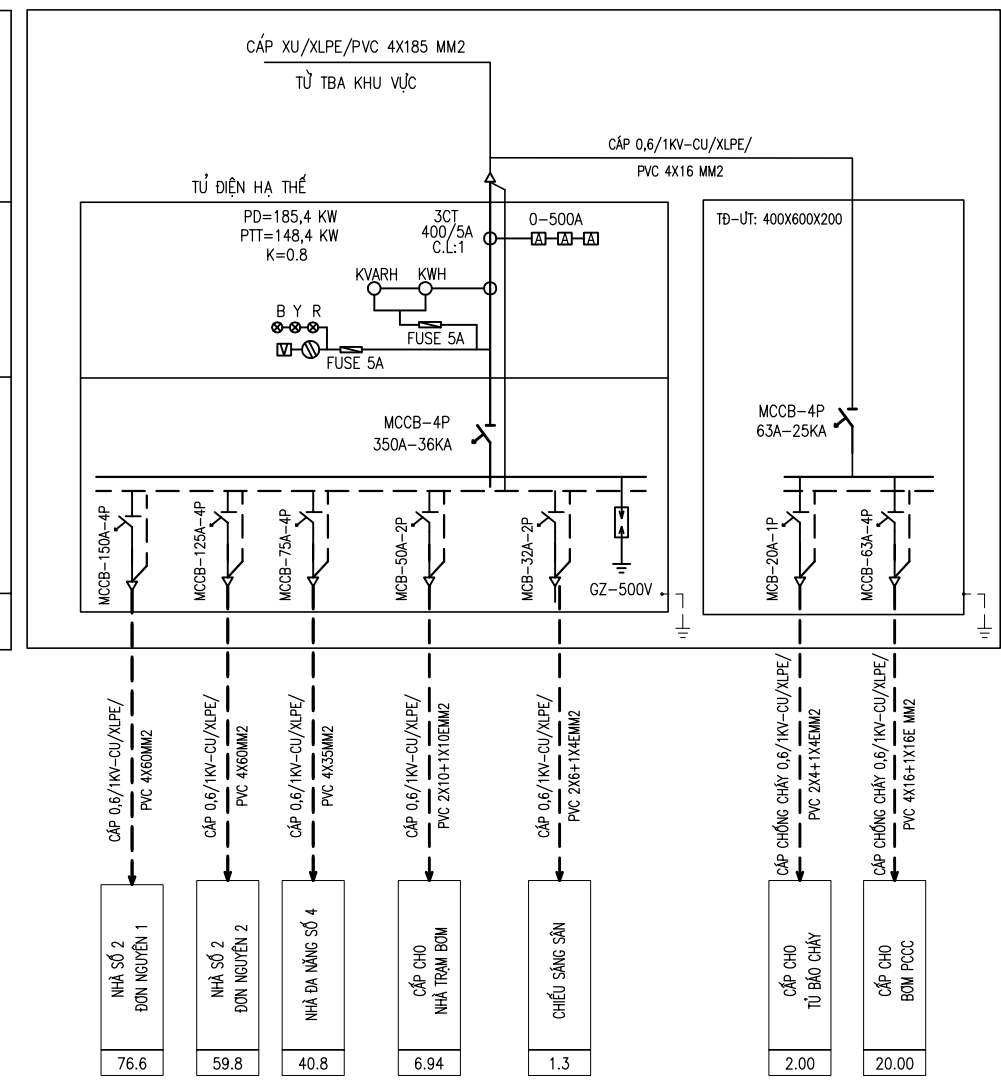 CÁP XU/XLPE/PVC 4X185 MM2
TỪ TBA KHU VỰC
CÁP 0,6/1KV-CU/XLPE/
PVC 4X16 MM2
TỦ ĐIỆN HẠ THẾ
PD=185,4 KW
PTT=148,4 KW
K=0.8
3CT
400/5A
C.L:1
0-500A
A A A
TĐ-ƯT: 400X600X200
KVARH KWH
B Y R
FUSE 5A
V
FUSE 5A
MCCB-4P
350A-36KA
MCCB-4P
63A-25KA
MCCB-150A-4P
MCCB-125A-4P
MCCB-75A-4P
MCB-50A-2P
MCB-32A-2P
GZ-500V
MCB-20A-1P
MCCB-63A-4P
CÁP 0,6/1KV-CU/XLPE/
PVC 4X60MM2
CÁP 0,6/1KV-CU/XLPE/
PVC 4X60MM2
CÁP 0,6/1KV-CU/XLPE/
PVC 4X35MM2
CÁP 0,6/1KV-CU/XLPE/
PVC 2X10+1X10EMM2
CÁP 0,6/1KV-CU/XLPE/
PVC 2X6+1X4EMM2
CÁP CHỐNG CHÁY 0,6/1KV-CU/XLPE/
PVC 2X4+1X4EMM2
CÁP CHỐNG CHÁY 0,6/1KV-CU/XLPE/
PVC 4X16+1X16E MM2
NHÀ SỐ 2
ĐƠN NGUYÊN 1
NHÀ SỐ 2
ĐƠN NGUYÊN 2
NHÀ ĐA NĂNG SỐ 4
CẤP CHO
NHÀ TRẠM BƠM
CHIẾU SÁNG SÂN
CẤP CHO
TỦ BÁO CHÁY
CẤP CHO
BƠM PCCC
76.6
59.8
40.8
6.94
1.3
2.00
20.00